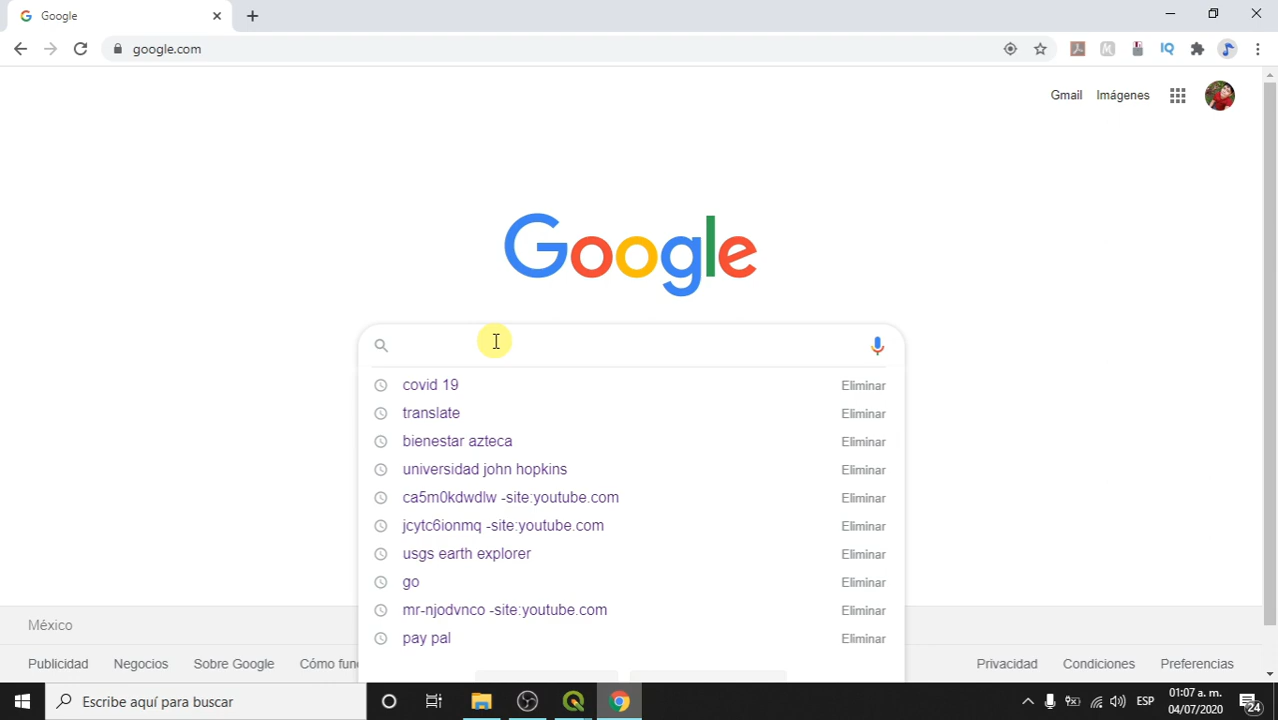 Google
google.com
IQ
Gmail Imágenes
Google
covid 19 Eliminar
translate Eliminar
bienestar azteca Eliminar
universidad john hopkins Eliminar
ca5m0kdwdlw -site:youtube.com Eliminar
jcytc6ionmq -site:youtube.com Eliminar
usgs earth explorer Eliminar
go Eliminar
mr-njodvnco -site:youtube.com Eliminar
pay pal Eliminar
México
Publicidad Negocios Sobre Google Cómo fun Privacidad Condiciones Preferencias
Escribe aquí para buscar
ESP
01:07 a. m.
04/07/2020
24